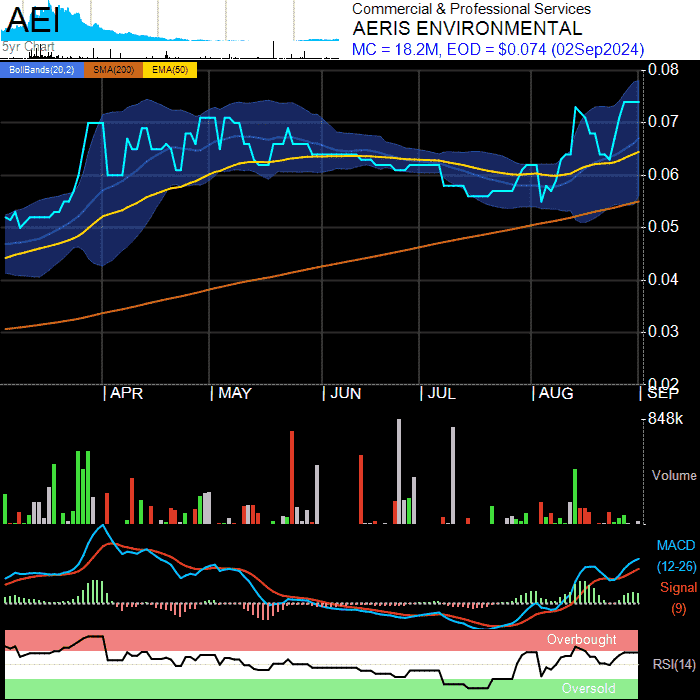 AEI
5yr Chart
Commercial & Professional Services
AERIS ENVIRONMENTAL
MC = 18.2M, EOD = $0.074 (02Sep2024)
BollBands(20,2) SMA(200) EMA(50)
0.08
0.07
0.06
0.05
0.04
0.03
0.02
| APR | MAY | JUN | JUL | AUG | SEP
848k
Volume
MACD
(12-26)
Signal
(9)
Overbought
RSI(14)
Oversold